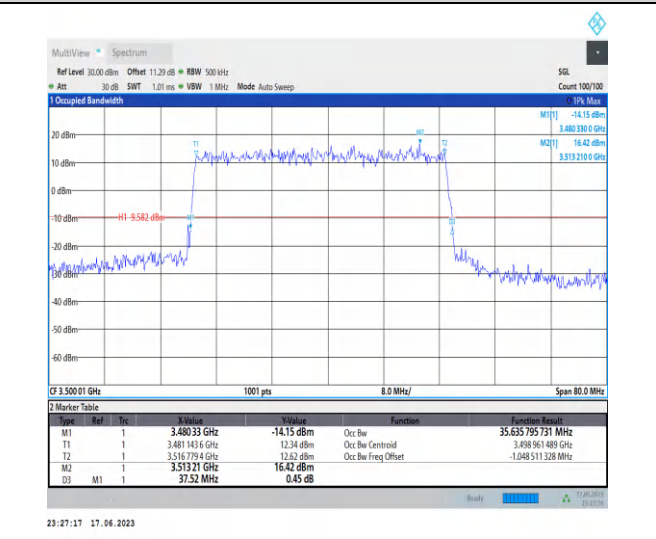 MultiView Spectrum
Ref Level 30.00 dBm Offset 11.29 dB RBW 500 kHz SGL
Att 30 dB SWT 1.01 ms VBW 1 MHz Mode Auto Sweep Count 100/100
1 Occupied Bandwidth 1Pk Max
M1[1] -14.15 dBm
3.480 330 0 GHz
M2[1] 16.42 dBm
3.513 210 0 GHz
20 dBm
M2
T1 T2
10 dBm
0 dBm
-10 dBm H1 -9.582 dBm M1
D3
-20 dBm
-30 dBm
-40 dBm
-50 dBm
-60 dBm
CF 3.500 01 GHz 1001 pts 8.0 MHz/ Span 80.0 MHz
2 Marker Table
Type Ref Trc X-Value Y-Value Function Function Result
M1 1 3.48033 GHz -14.15 dBm Occ Bw 35.635 795 731 MHz
T1 1 3.481 143 6 GHz 12.34 dBm Occ Bw Centroid 3.498 961 489 GHz
T2 1 3.516 779 4 GHz 12.62 dBm Occ Bw Freq Offset -1.048 511 328 MHz
M2 1 3.513 21 GHz 16.42 dBm
D3 M1 1 37.52 MHz 0.45 dB
Ready 17.06.2023
23:27:17 17.06.2023